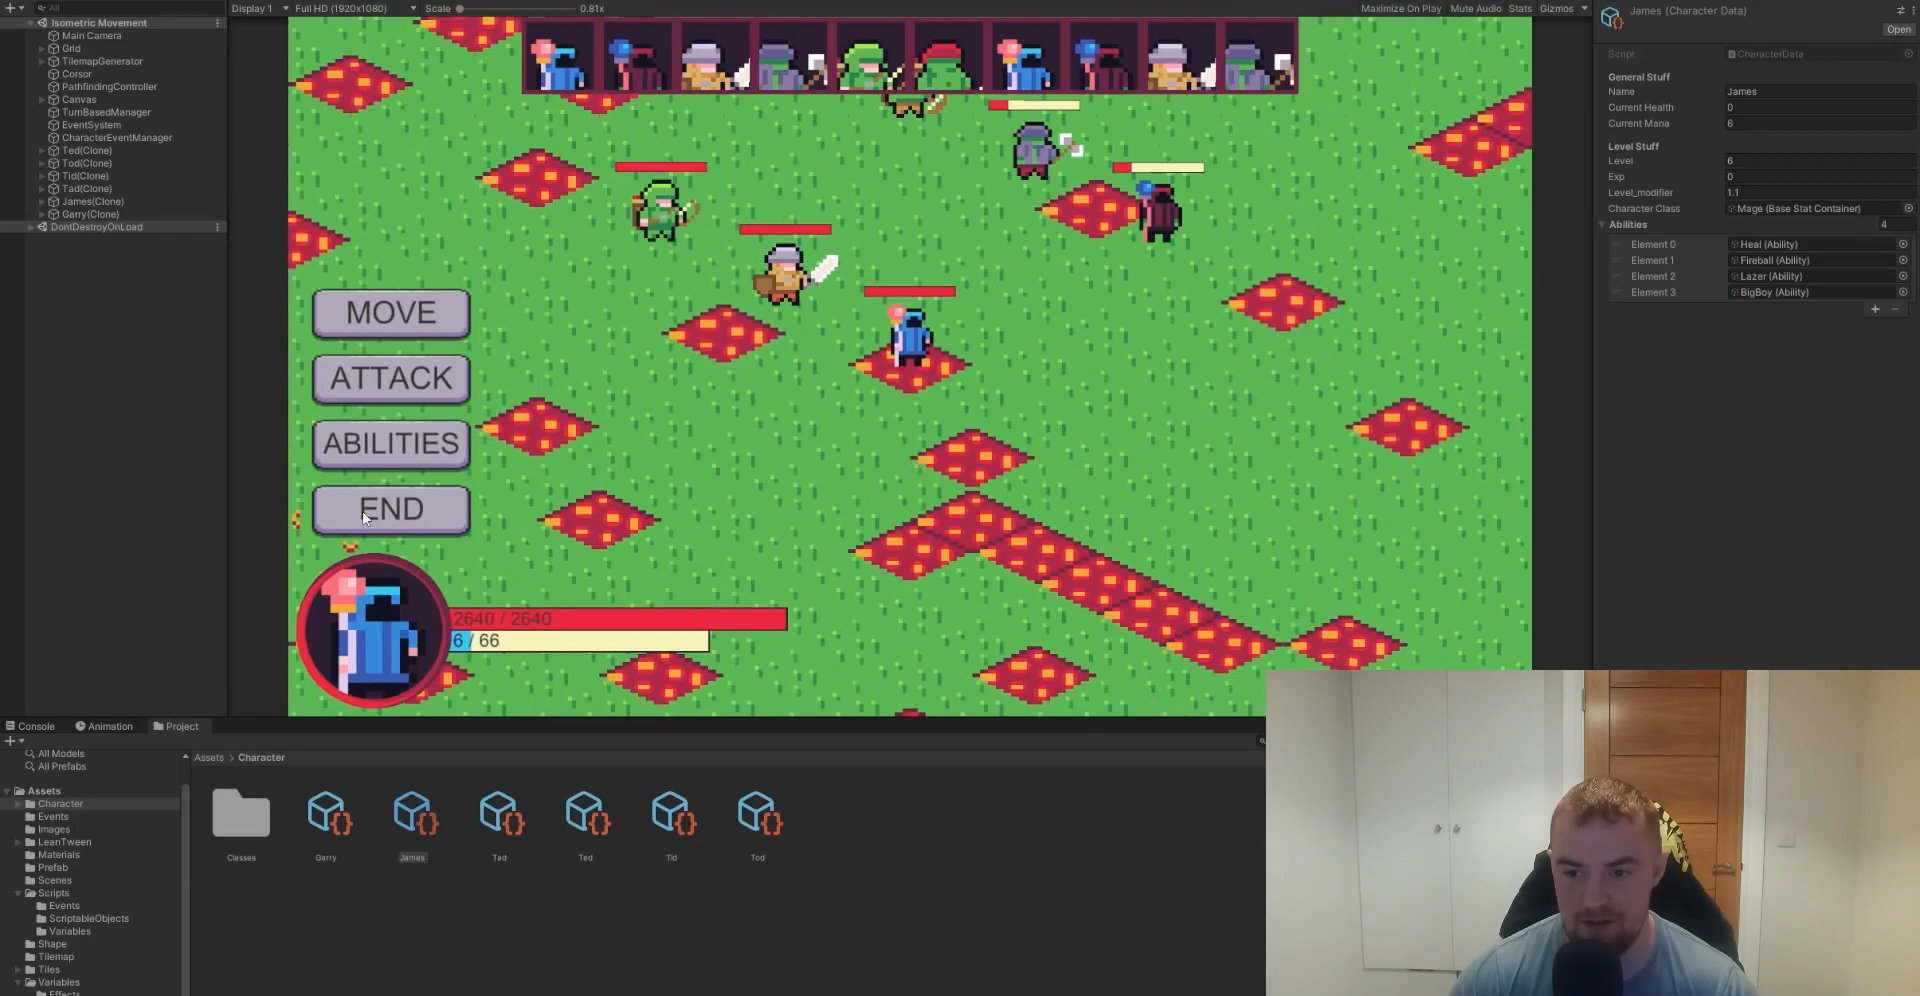 All
Display 1
Full HD (1920x1080)
Scale
0.81x
Maximize On Play
Mute Audio
Stats
Gizmos
James (Character Data)
Open
Isometric Movement
Main Camera
Grid
TilemapGenerator
Corsor
PathfindingController
Canvas
TurnBasedManager
EventSystem
CharacterEventManager
Ted(Clone)
Tod(Clone)
Tid(Clone)
Tad(Clone)
James(Clone)
Garry(Clone)
DontDestroyOnLoad
Script
CharacterData
General Stuff
Name
James
Current Health
0
Current Mana
6
Level Stuff
Level
6
Exp
0
Level_modifier
1.1
Character Class
Mage (Base Stat Container)
Abilities
4
Element 0
Heal (Ability)
Element 1
Fireball (Ability)
Element 2
Lazer (Ability)
Element 3
BigBoy (Ability)
MOVE
ATTACK
ABILITIES
END
2640 / 2640
6 / 66
Console
Animation
Project
All Models
All Prefabs
Assets
Character
Events
Images
LeanTween
Materials
Prefab
Scenes
Scripts
Events
ScriptableObjects
Variables
Shape
Tilemap
Tiles
Variables
Effects
Assets > Character
Classes
Garry
James
Tad
Ted
Tid
Tod